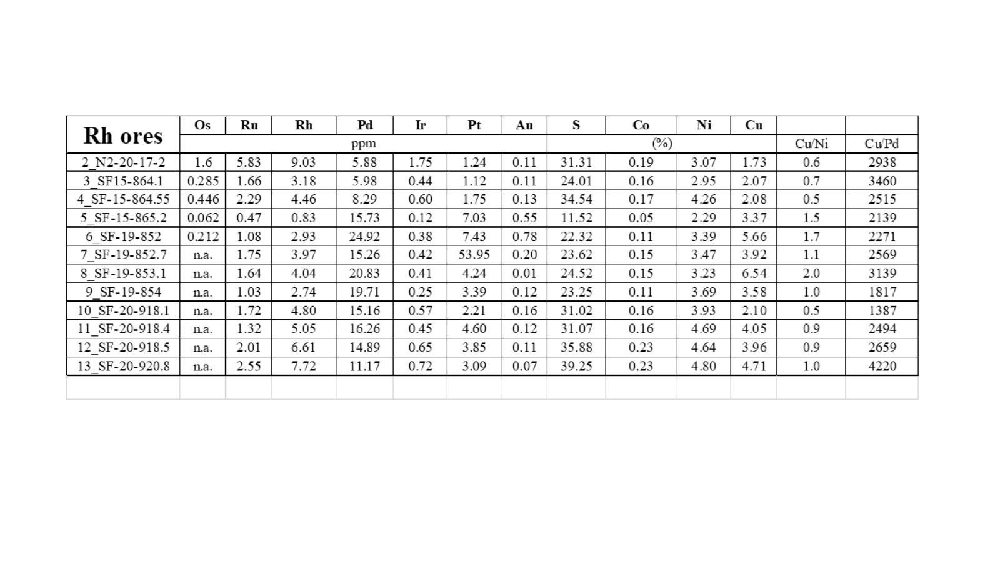 Rh ores Os Ru Rh Pd Ir Pt Au S Co Ni Cu
ppm (%) Cu/Ni Cu/Pd
2_N2-20-17-2 1.6 5.83 9.03 5.88 1.75 1.24 0.11 31.31 0.19 3.07 1.73 0.6 2938
3_SF15-864.1 0.285 1.66 3.18 5.98 0.44 1.12 0.11 24.01 0.16 2.95 2.07 0.7 3460
4_SF-15-864.55 0.446 2.29 4.46 8.29 0.60 1.75 0.13 34.54 0.17 4.26 2.08 0.5 2515
5_SF-15-865.2 0.062 0.47 0.83 15.73 0.12 7.03 0.55 11.52 0.05 2.29 3.37 1.5 2139
6_SF-19-852 0.212 1.08 2.93 24.92 0.38 7.43 0.78 22.32 0.11 3.39 5.66 1.7 2271
7_SF-19-852.7 n.a. 1.75 3.97 15.26 0.42 53.95 0.20 23.62 0.15 3.47 3.92 1.1 2569
8_SF-19-853.1 n.a. 1.64 4.04 20.83 0.41 4.24 0.01 24.52 0.15 3.23 6.54 2.0 3139
9_SF-19-854 n.a. 1.03 2.74 19.71 0.25 3.39 0.12 23.25 0.11 3.69 3.58 1.0 1817
10_SF-20-918.1 n.a. 1.72 4.80 15.16 0.57 2.21 0.16 31.02 0.16 3.93 2.10 0.5 1387
11_SF-20-918.4 n.a. 1.32 5.05 16.26 0.45 4.60 0.12 31.07 0.16 4.69 4.05 0.9 2494
12_SF-20-918.5 n.a. 2.01 6.61 14.89 0.65 3.85 0.11 35.88 0.23 4.64 3.96 0.9 2659
13_SF-20-920.8 n.a. 2.55 7.72 11.17 0.72 3.09 0.07 39.25 0.23 4.80 4.71 1.0 4220